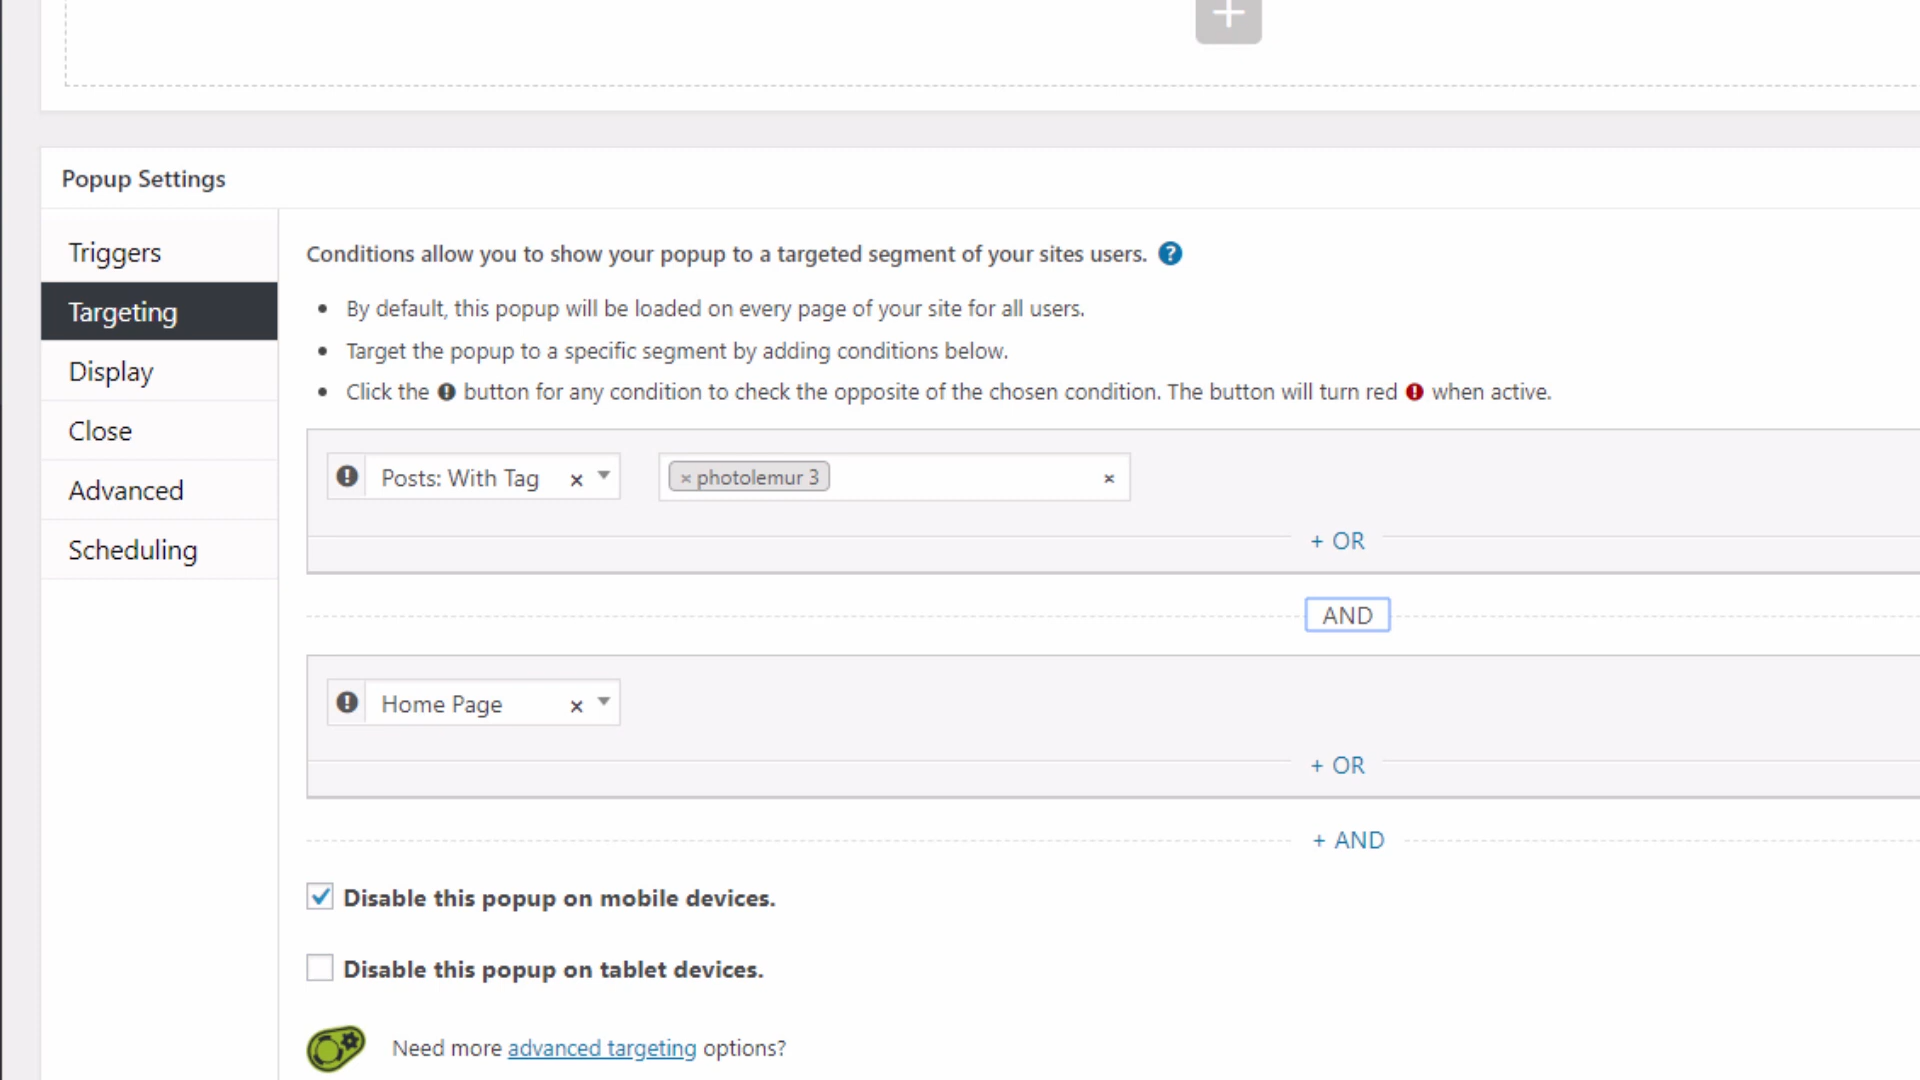 Popup Settings
Triggers
Targeting
Display
Close
Advanced
Scheduling
Conditions allow you to show your popup to a targeted segment of your sites users. ?
• By default, this popup will be loaded on every page of your site for all users.
• Target the popup to a specific segment by adding conditions below.
• Click the ! button for any condition to check the opposite of the chosen condition. The button will turn red ! when active.
! Posts: With Tag × × photolemur 3 ×
+ OR
AND
! Home Page ×
+ OR
+ AND
Disable this popup on mobile devices.
Disable this popup on tablet devices.
Need more advanced targeting options?